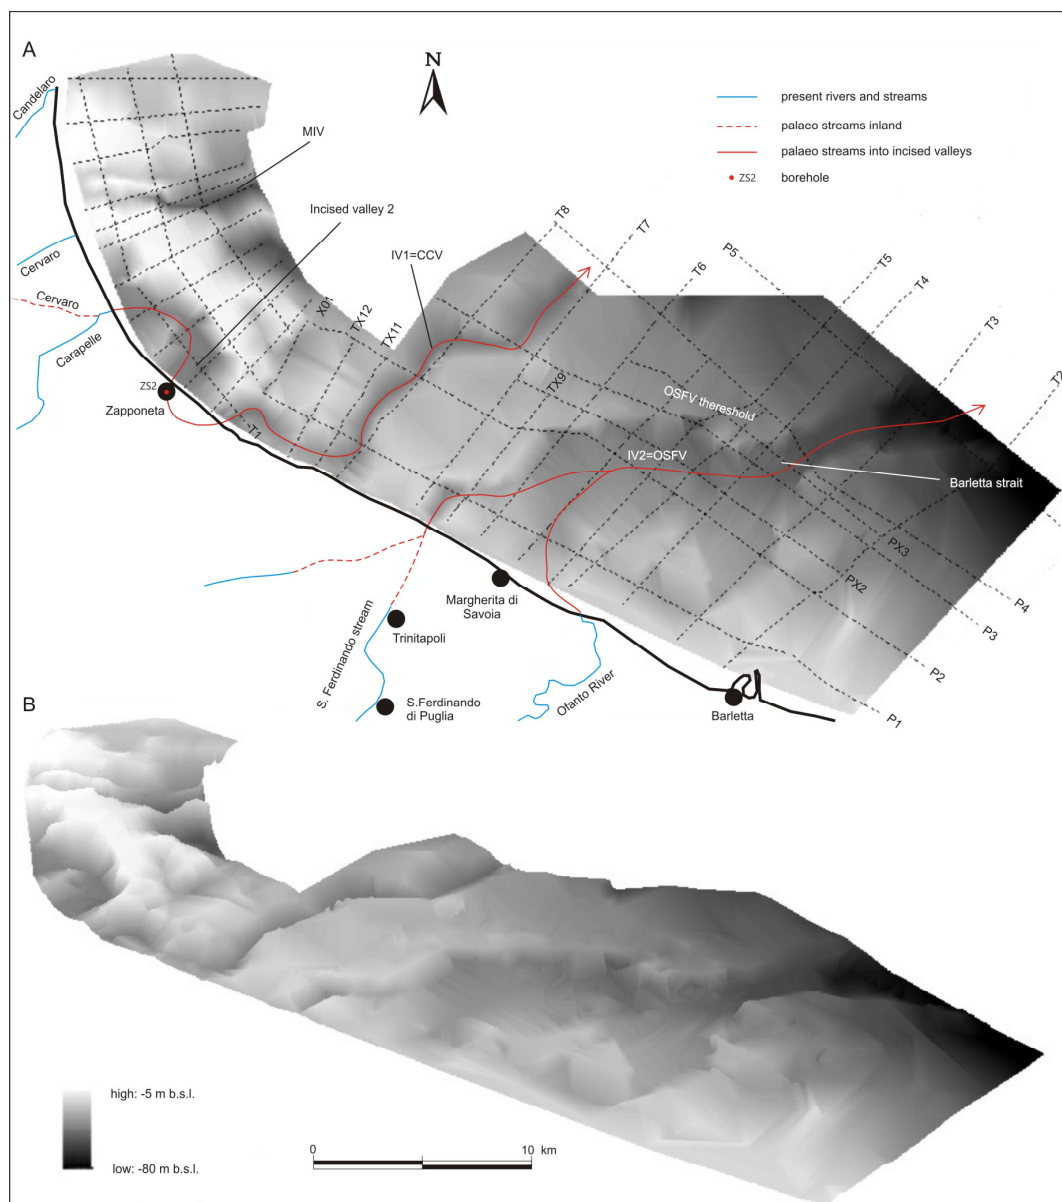 A
N
Candelaro
MIV
present rivers and streams
palaeo streams inland
palaeo streams into incised valleys
ZS2
borehole
Incised valley 2
Cervaro
IV1=CCV
T8
T7
P5
T6
T5
T4
T3
T2
Cervaro
Carapelle
X01
TX12
TX11
TX9
OSFV thereshold
ZS2
Zapponeta
T1
IV2=OSFV
Barletta strait
PX3
PX2
P4
P3
P2
P1
Margherita di
Savoia
Trinitapoli
S. Ferdinando stream
S.Ferdinando
di Puglia
Ofanto River
Barletta
B
high: -5 m b.s.l.
low: -80 m b.s.l.
0
10 km